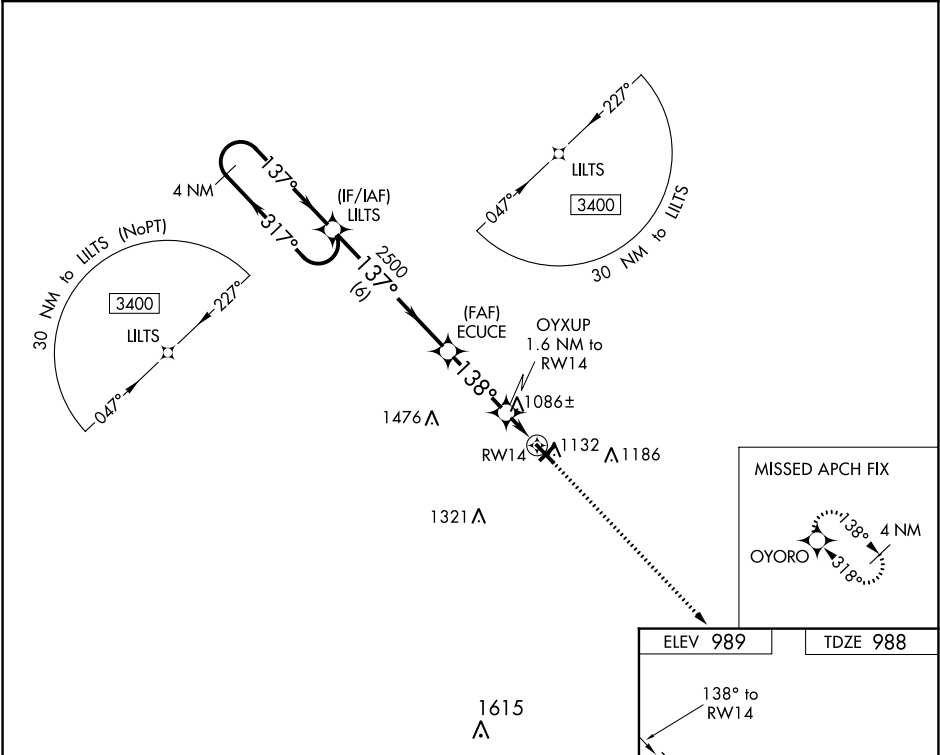 227°
LILTS
047°
3400
30 NM to LILTS
137°
4 NM
317°
(IF/IAF)
LILTS
2500
137°
(6)
30 NM to LILTS (NoPT)
3400
227°
LILTS
047°
(FAF)
ECUCE
OYXUP
1.6 NM to
RW14
138°
1086±
1476
RW14
1132
1186
1321
MISSED APCH FIX
138°
4 NM
OYORO
318°
ELEV 989
TDZE 988
138° to
RW14
1615